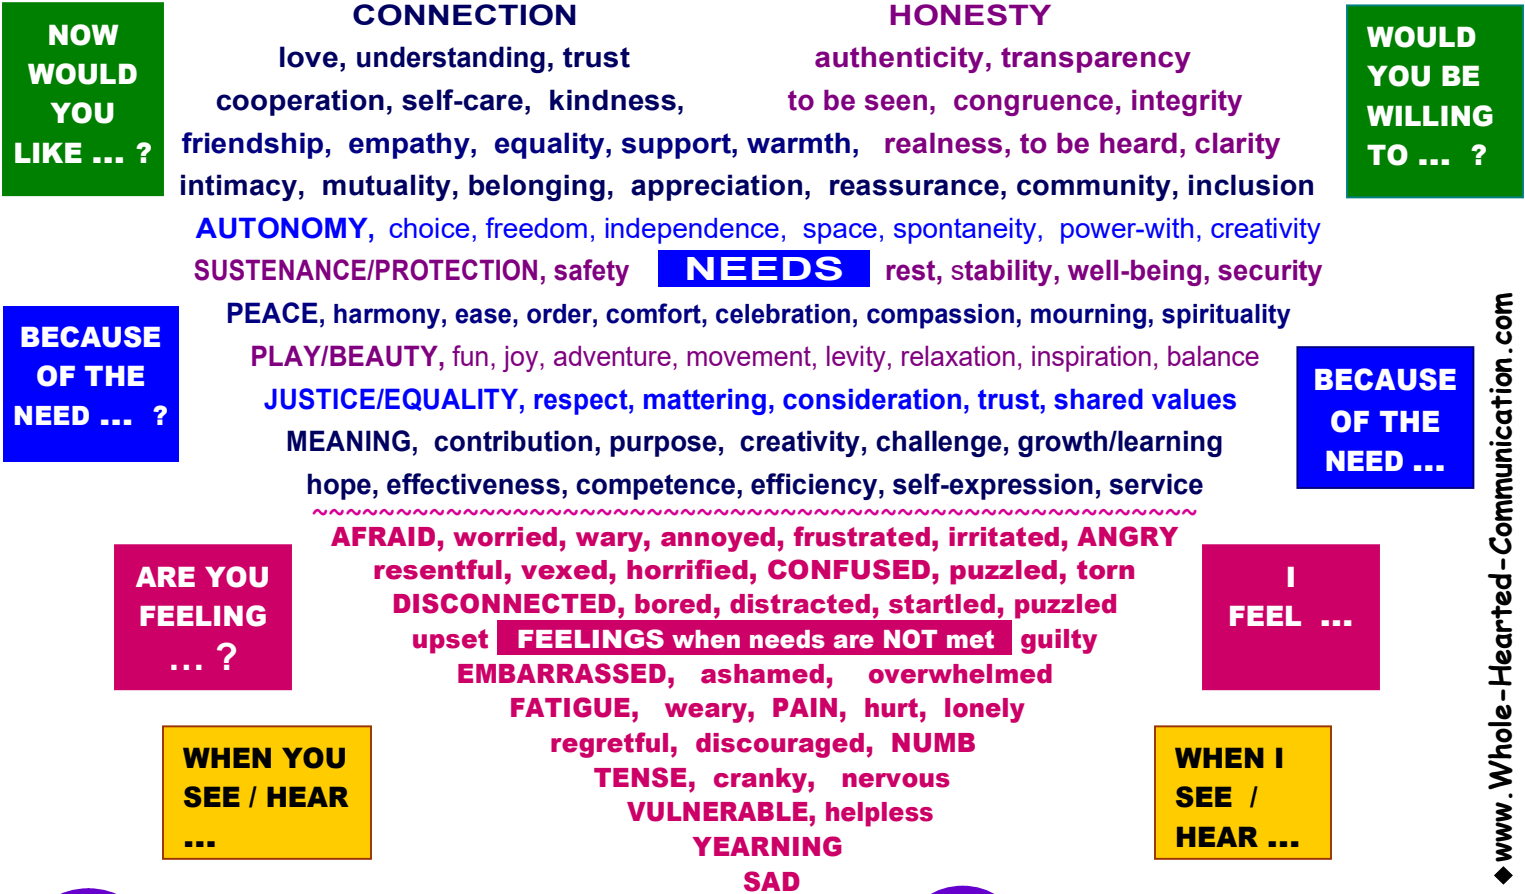 CONNECTION
HONESTY
love, understanding, trust
authenticity, transparency
cooperation, self-care, kindness,
to be seen, congruence, integrity
friendship, empathy, equality, support, warmth, realness, to be heard, clarity
intimacy, mutuality, belonging, appreciation, reassurance, community, inclusion
AUTONOMY, choice, freedom, independence, space, spontaneity, power-with, creativity
SUSTENANCE/PROTECTION, safety NEEDS rest, stability, well-being, security
PEACE, harmony, ease, order, comfort, celebration, compassion, mourning, spirituality
PLAY/BEAUTY, fun, joy, adventure, movement, levity, relaxation, inspiration, balance
JUSTICE/EQUALITY, respect, mattering, consideration, trust, shared values
MEANING, contribution, purpose, creativity, challenge, growth/learning
hope, effectiveness, competence, efficiency, self-expression, service
~~~~~~~~~~~~~~~~~~~~~~~~~~~~~~~~~~~~~~~~~~~~~~~~~~~~
AFRAID, worried, wary, annoyed, frustrated, irritated, ANGRY
resentful, vexed, horrified, CONFUSED, puzzled, torn
DISCONNECTED, bored, distracted, startled, puzzled
upset FEELINGS when needs are NOT met guilty
EMBARRASSED, ashamed, overwhelmed
FATIGUE, weary, PAIN, hurt, lonely
regretful, discouraged, NUMB
TENSE, cranky, nervous
VULNERABLE, helpless
YEARNING
SAD
NOW
WOULD
YOU
LIKE ... ?
BECAUSE
OF THE
NEED ... ?
ARE YOU
FEELING
... ?
WHEN YOU
SEE / HEAR
...
WOULD
YOU BE
WILLING
TO ... ?
BECAUSE
OF THE
NEED ...
I
FEEL ...
WHEN I
SEE /
HEAR ...
◆ www.Whole-Hearted-Communication.com